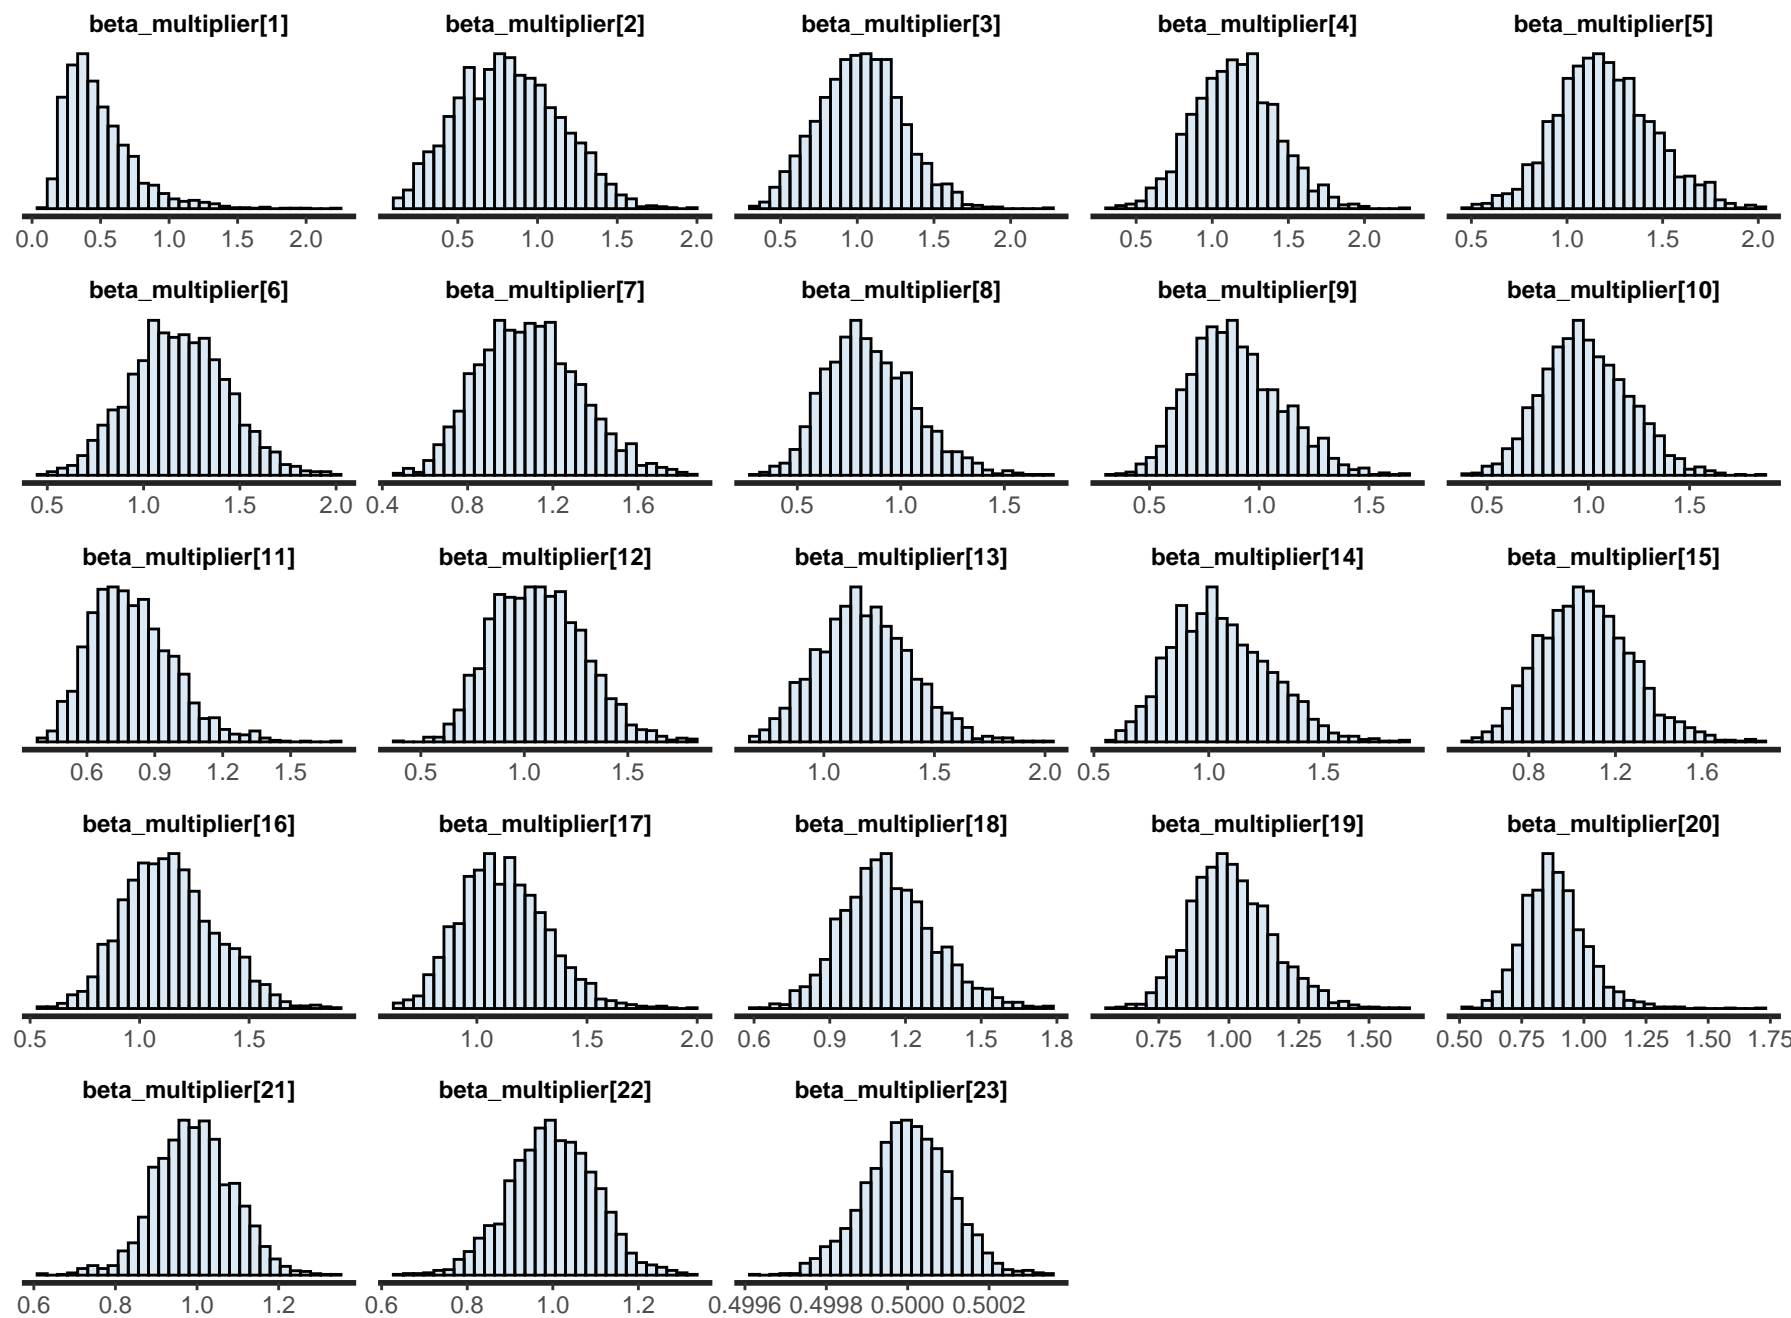 beta_multiplier[1] beta_multiplier[2] beta_multiplier[3] beta_multiplier[4] beta_multiplier[5]
0.0 0.5 1.0 1.5 2.0 0.5 1.0 1.5 2.0 0.5 1.0 1.5 2.0 0.5 1.0 1.5 2.0 0.5 1.0 1.5 2.0
beta_multiplier[6] beta_multiplier[7] beta_multiplier[8] beta_multiplier[9] beta_multiplier[10]
0.5 1.0 1.5 2.0 0.4 0.8 1.2 1.6 0.5 1.0 1.5 0.5 1.0 1.5 0.5 1.0 1.5
beta_multiplier[11] beta_multiplier[12] beta_multiplier[13] beta_multiplier[14] beta_multiplier[15]
0.6 0.9 1.2 1.5 0.5 1.0 1.5 1.0 1.5 2.0 0.5 1.0 1.5 0.8 1.2 1.6
beta_multiplier[16] beta_multiplier[17] beta_multiplier[18] beta_multiplier[19] beta_multiplier[20]
0.5 1.0 1.5 1.0 1.5 2.0 0.6 0.9 1.2 1.5 1.8 0.75 1.00 1.25 1.50 0.50 0.75 1.00 1.25 1.50 1.75
beta_multiplier[21] beta_multiplier[22] beta_multiplier[23]
0.6 0.8 1.0 1.2 0.6 0.8 1.0 1.2 0.4996 0.4998 0.5000 0.5002